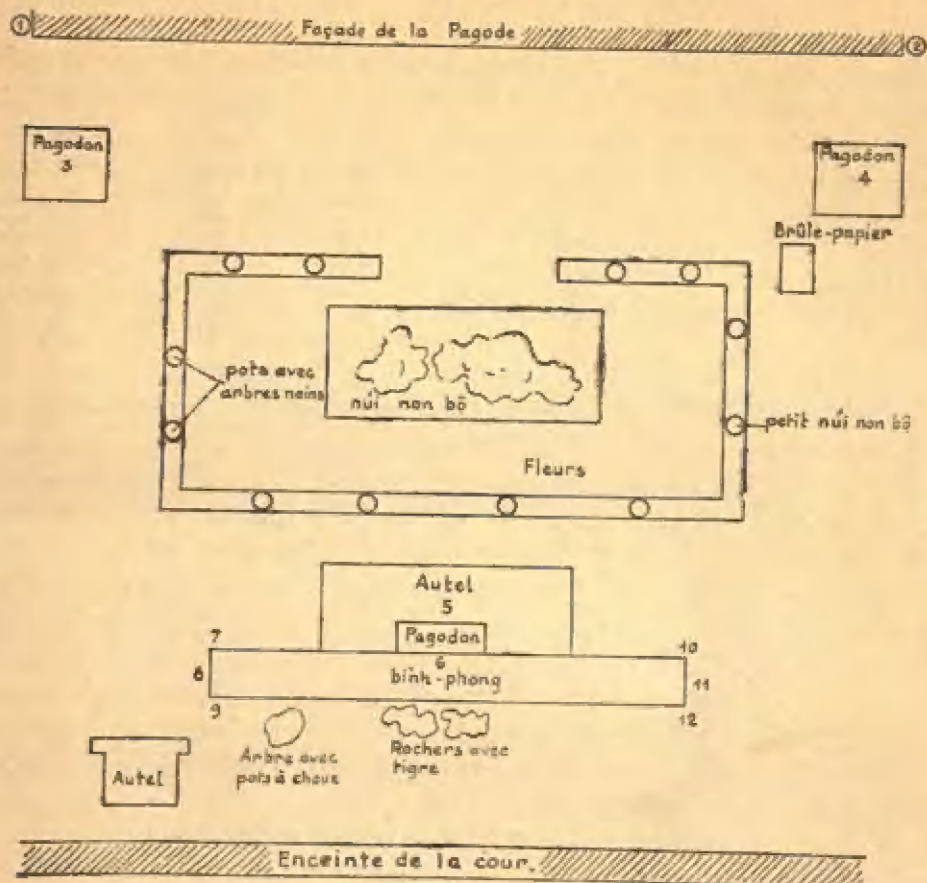 ① Façade de la Pagode ②
Pagodon
3
Pagodon
4
Brûle-papier
pots avec
arbres nains
núi non bô
petit núi non bô
Fleurs
Autel
5
Pagodon
6
bình-phong
7
8
9
10
11
12
Arbre avec
pots à chaux
Rochers avec
tigre
Autel
Enceinte de la cour.